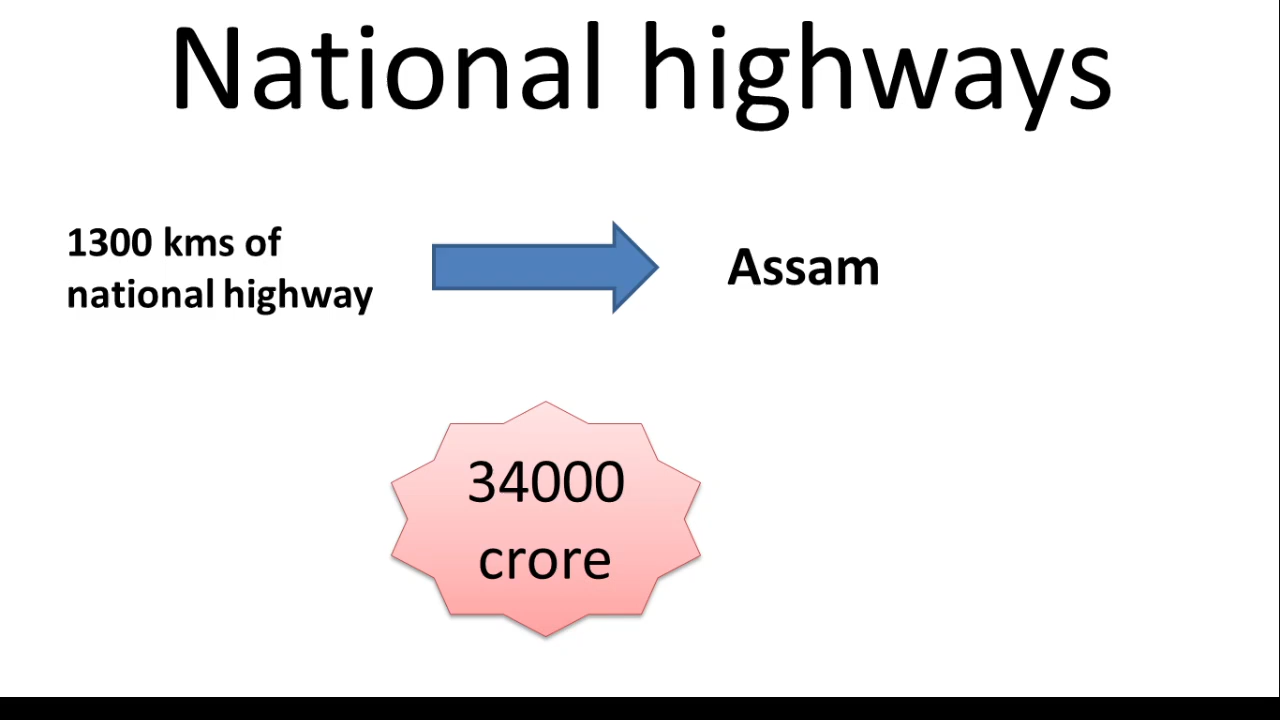 National highways
1300 kms of
national highway
Assam
34000
crore